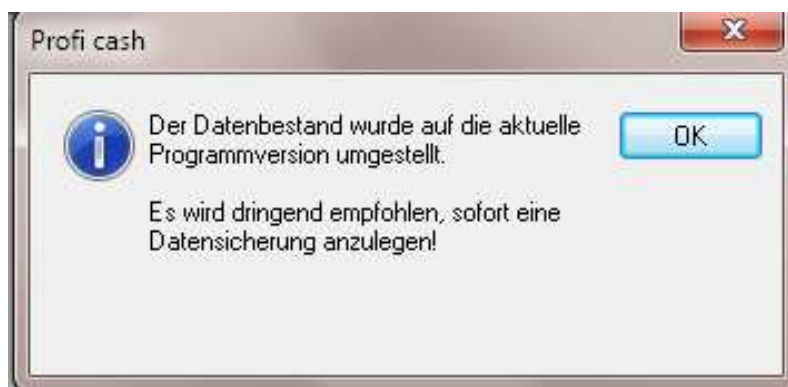 Profi cash
Der Datenbestand wurde auf die aktuelle
Programmversion umgestellt.
OK
Es wird dringend empfohlen, sofort eine
Datensicherung anzulegen!